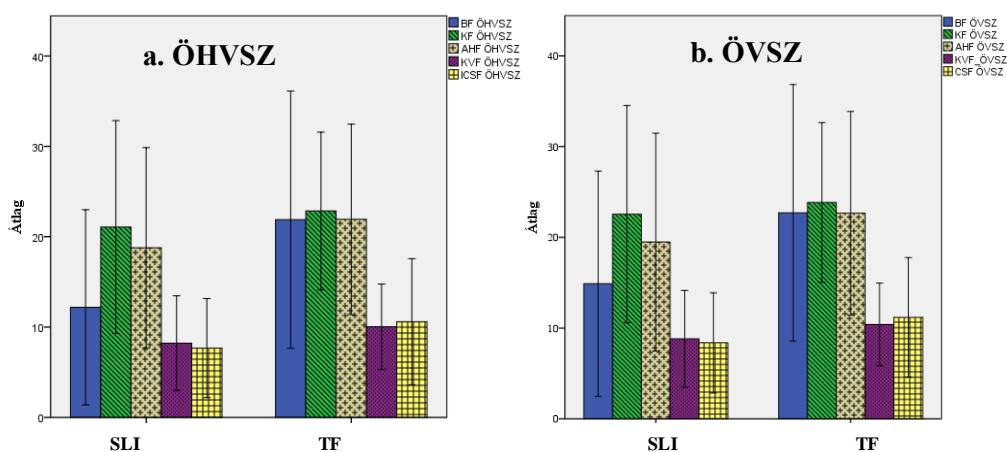 a. ÖHVSZ
BF ÖHVSZ
KF ÖHVSZ
AHF ÖHVSZ
KVF ÖHVSZ
ICSF ÖHVSZ
Átlag
40
30
20
10
0
SLI TF
b. ÖVSZ
BF ÖVSZ
KF ÖVSZ
AHF ÖVSZ
KVF_ÖVSZ
CSF ÖVSZ
Átlag
40
30
20
10
0
SLI TF